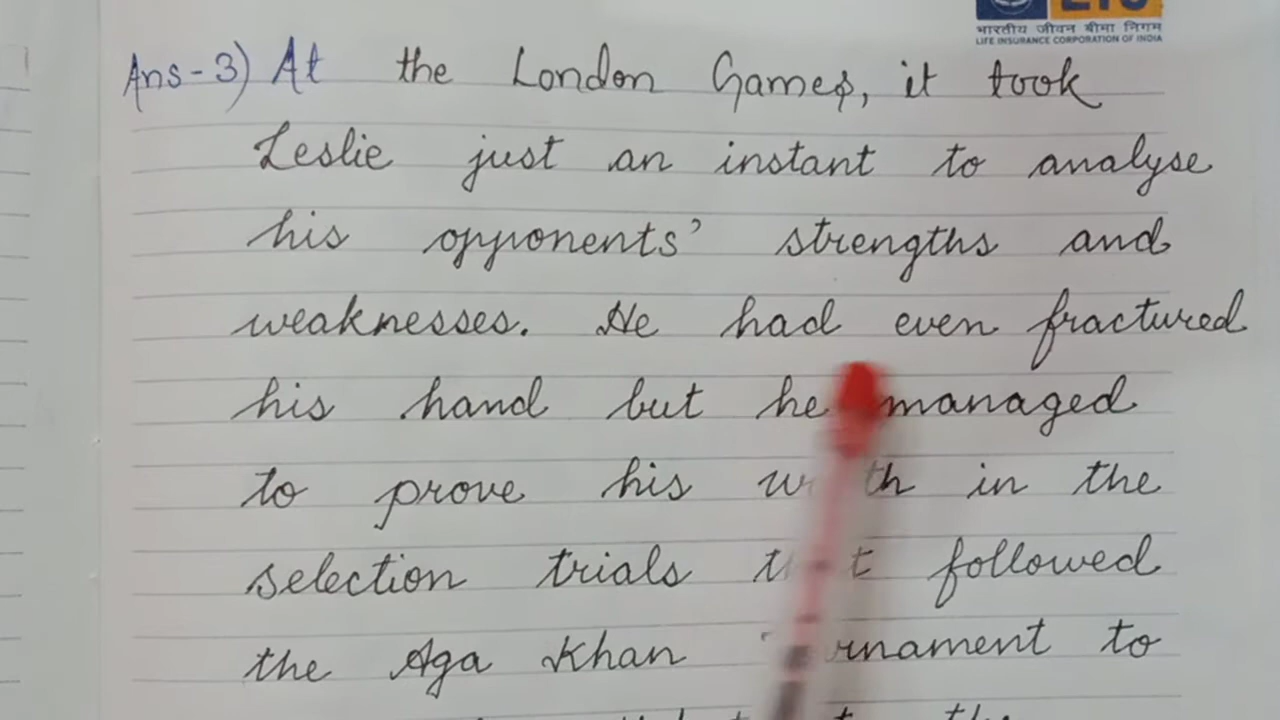 LIC
भारतीय जीवन बीमा निगम
LIFE INSURANCE CORPORATION OF INDIA
Ans-3) At the London Games, it took
Leslie just an instant to analyse
his opponents' strengths and
weaknesses. He had even fractured
his hand but he managed
to prove his in the
selection trials followed
the Aga Khan to
the